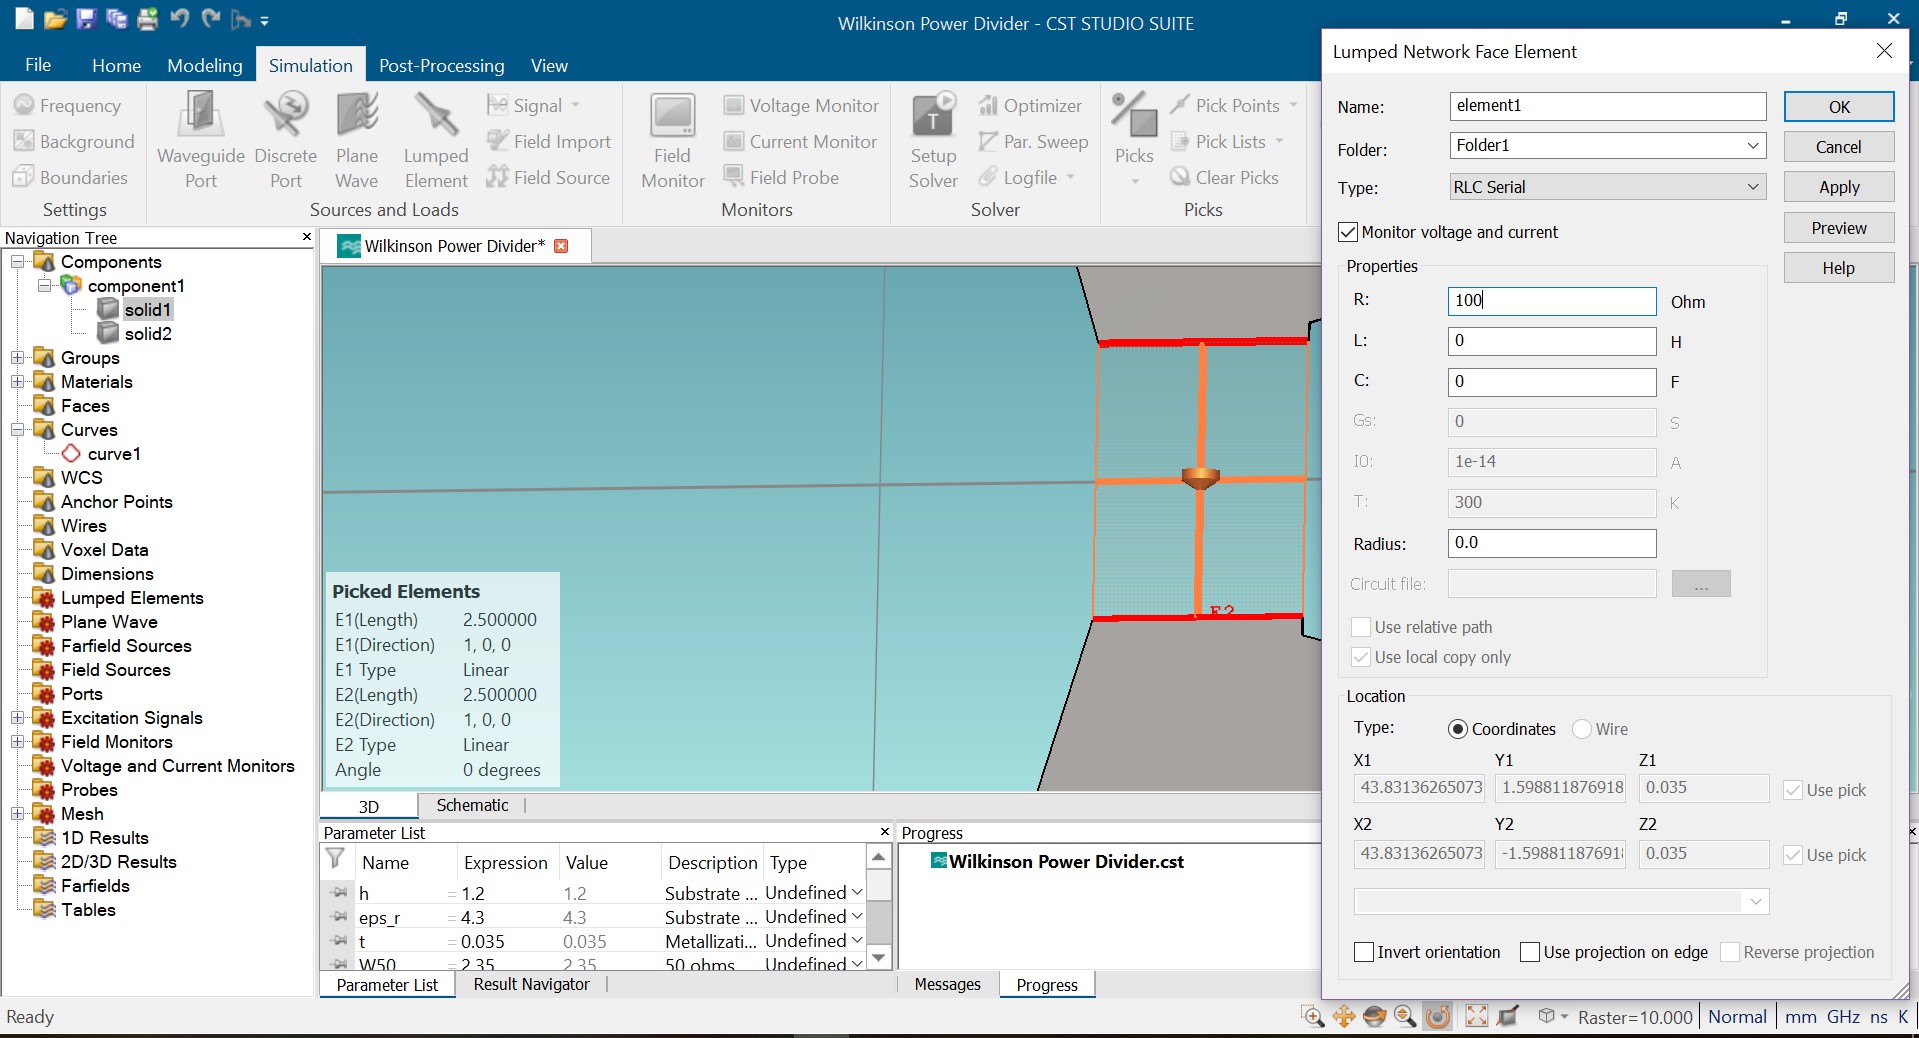 Wilkinson Power Divider - CST STUDIO SUITE
File Home Modeling Simulation Post-Processing View
Frequency
Background
Boundaries
Settings
Waveguide Port
Discrete Port
Plane Wave
Lumped Element
Signal
Field Import
Field Source
Sources and Loads
Field Monitor
Voltage Monitor
Current Monitor
Field Probe
Monitors
Setup Solver
Optimizer
Par. Sweep
Logfile
Solver
Picks
Pick Points
Pick Lists
Clear Picks
Picks
Navigation Tree
Components
component1
solid1
solid2
Groups
Materials
Faces
Curves
curve1
WCS
Anchor Points
Wires
Voxel Data
Dimensions
Lumped Elements
Plane Wave
Farfield Sources
Field Sources
Ports
Excitation Signals
Field Monitors
Voltage and Current Monitors
Probes
Mesh
1D Results
2D/3D Results
Farfields
Tables
Wilkinson Power Divider*
E2
Picked Elements
E1(Length) 2.500000
E1(Direction) 1, 0, 0
E1 Type Linear
E2(Length) 2.500000
E2(Direction) 1, 0, 0
E2 Type Linear
Angle 0 degrees
3D Schematic
Parameter List
Name Expression Value Description Type
h = 1.2 1.2 Substrate ... Undefined
eps_r = 4.3 4.3 Substrate ... Undefined
t = 0.035 0.035 Metallizati... Undefined
W50 = 2.35 2.35 50 ohms Undefined
Parameter List Result Navigator
Progress
Wilkinson Power Divider.cst
Messages Progress
Lumped Network Face Element
Name: element1
Folder: Folder1
Type: RLC Serial
OK
Cancel
Apply
Preview
Help
Monitor voltage and current
Properties
R: 100 Ohm
L: 0 H
C: 0 F
Gs: 0 S
I0: 1e-14 A
T: 300 K
Radius: 0.0
Circuit file: ...
Use relative path
Use local copy only
Location
Type: Coordinates Wire
X1 Y1 Z1
43.83136265073 1.598811876918 0.035 Use pick
X2 Y2 Z2
43.83136265073 -1.59881187691 0.035 Use pick
Invert orientation Use projection on edge Reverse projection
Ready
Raster=10.000 Normal mm GHz ns K